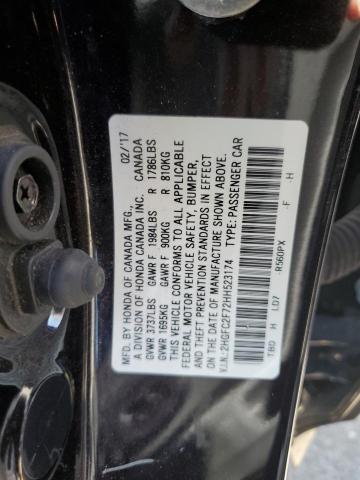 MFD. BY HONDA OF CANADA MFG., 02/'17
A DIVISION OF HONDA CANADA INC. CANADA
GVWR 3737LBS GAWR F 1984LBS R 1786LBS
GVWR 1695KG GAWR F 900KG R 810KG
THIS VEHICLE CONFORMS TO ALL APPLICABLE
FEDERAL MOTOR VEHICLE SAFETY, BUMPER,
AND THEFT PREVENTION STANDARDS IN EFFECT
ON THE DATE OF MANUFACTURE SHOWN ABOVE.
V.I.N.:2HGFC2F72HH523174 TYPE:PASSENGER CAR
-R560PX -F -H
TBD H LD7